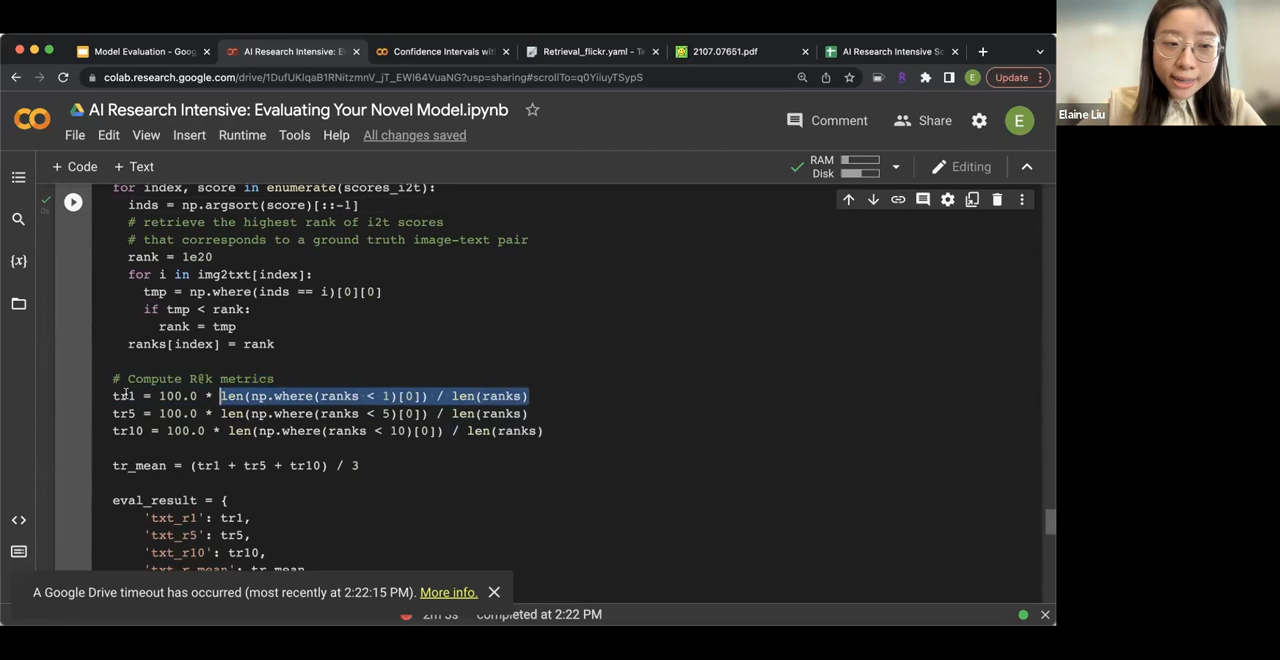 Model Evaluation - Goog
AI Research Intensive: E
Confidence Intervals wit
Retrieval_flickr.yaml - Te
2107.07651.pdf
AI Research Intensive Sc
colab.research.google.com/drive/1DufUKlqaB1RNitzmnV_jT_EWI64VuaNG?usp=sharing#scrollTo=q0YiiuyTSypS
E
Update
AI Research Intensive: Evaluating Your Novel Model.ipynb
Comment
Share
E
File
Edit
View
Insert
Runtime
Tools
Help
All changes saved
Elaine Liu
+ Code
+ Text
RAM
Disk
Editing
for index, score in enumerate(scores_i2t):
inds = np.argsort(score)[::-1]
# retrieve the highest rank of i2t scores
# that corresponds to a ground truth image-text pair
rank = 1e20
for i in img2txt[index]:
tmp = np.where(inds == i)[0][0]
if tmp < rank:
rank = tmp
ranks[index] = rank
# Compute R@k metrics
tr1 = 100.0 * len(np.where(ranks < 1)[0]) / len(ranks)
tr5 = 100.0 * len(np.where(ranks < 5)[0]) / len(ranks)
tr10 = 100.0 * len(np.where(ranks < 10)[0]) / len(ranks)
tr_mean = (tr1 + tr5 + tr10) / 3
eval_result = {
'txt_r1': tr1,
'txt_r5': tr5,
'txt_r10': tr10,
'txt_r_mean': tr_mean
A Google Drive timeout has occurred (most recently at 2:22:15 PM). More info.
2m 3s
completed at 2:22 PM